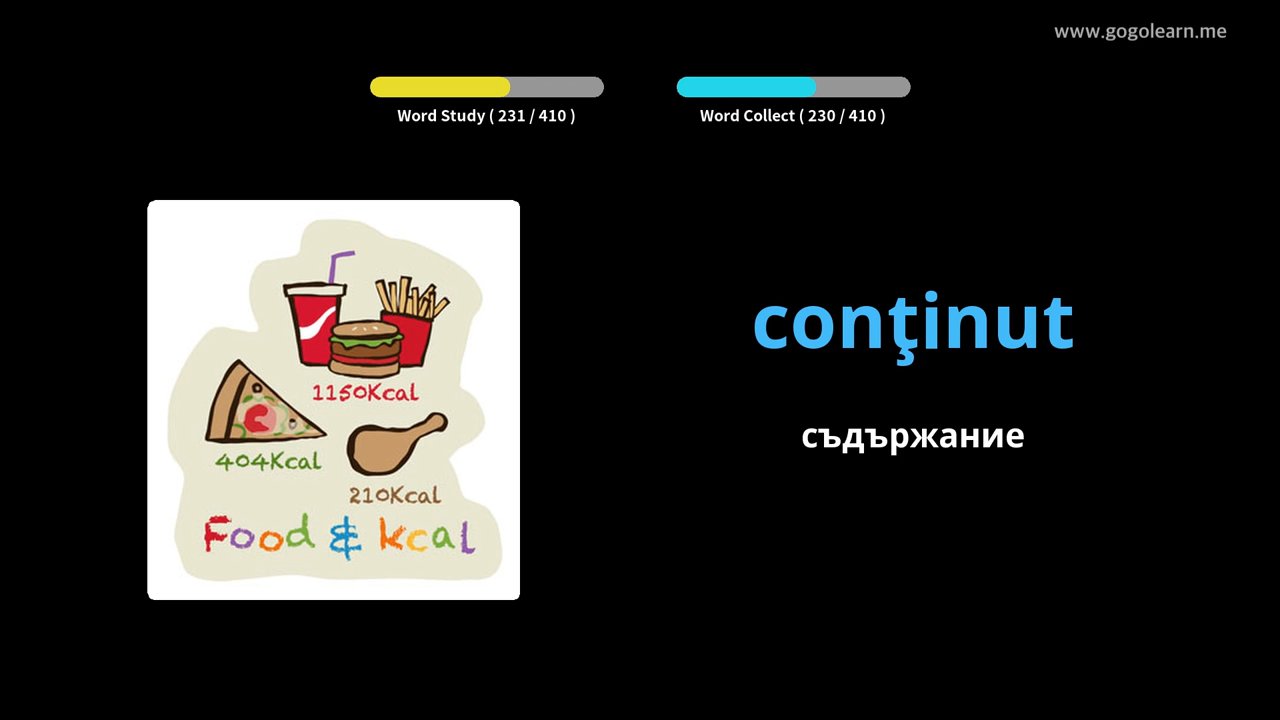 www.gogolearn.me
Word Study ( 231 / 410 )
Word Collect ( 230 / 410 )
1150Kcal
404Kcal
210Kcal
Food & kcal
conţinut
съдържание